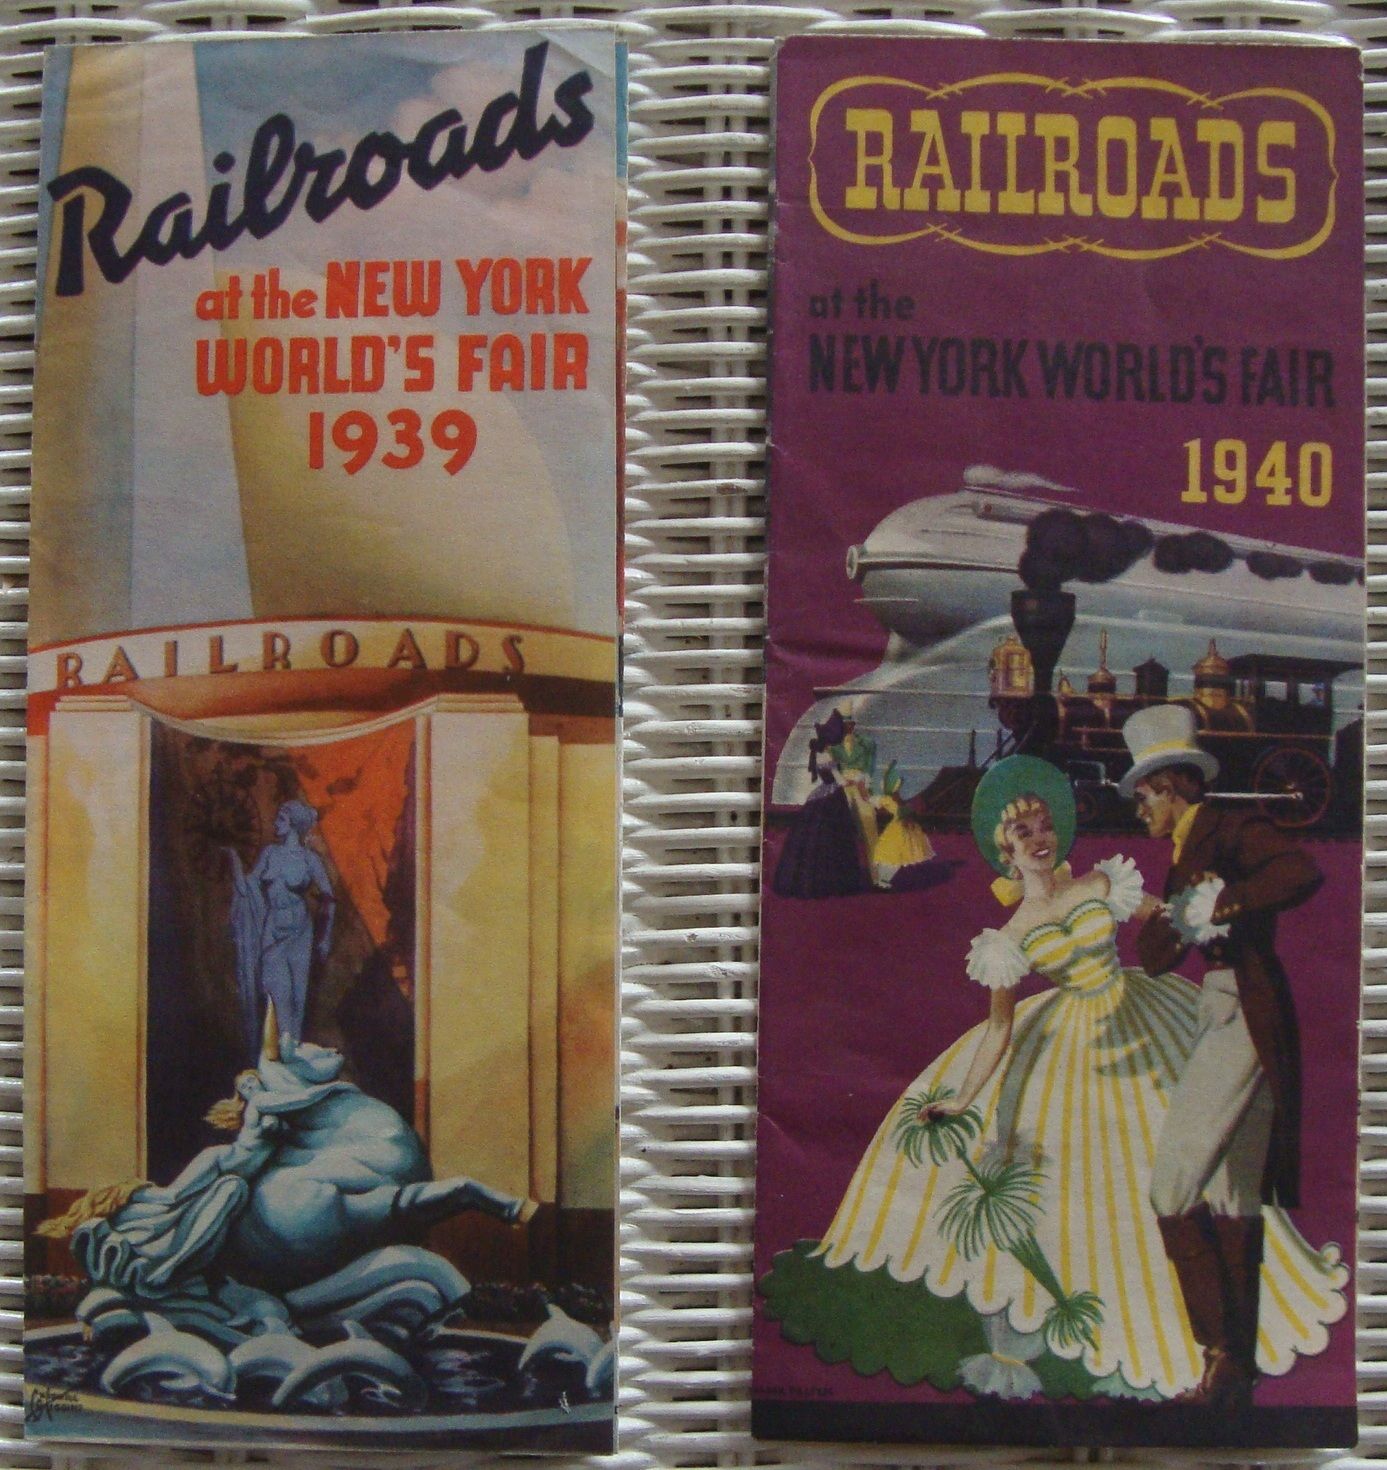 Railroads
at the NEW YORK
WORLD'S FAIR
1939
RAILROADS
RAILROADS
at the
NEW YORK WORLD'S FAIR
1940